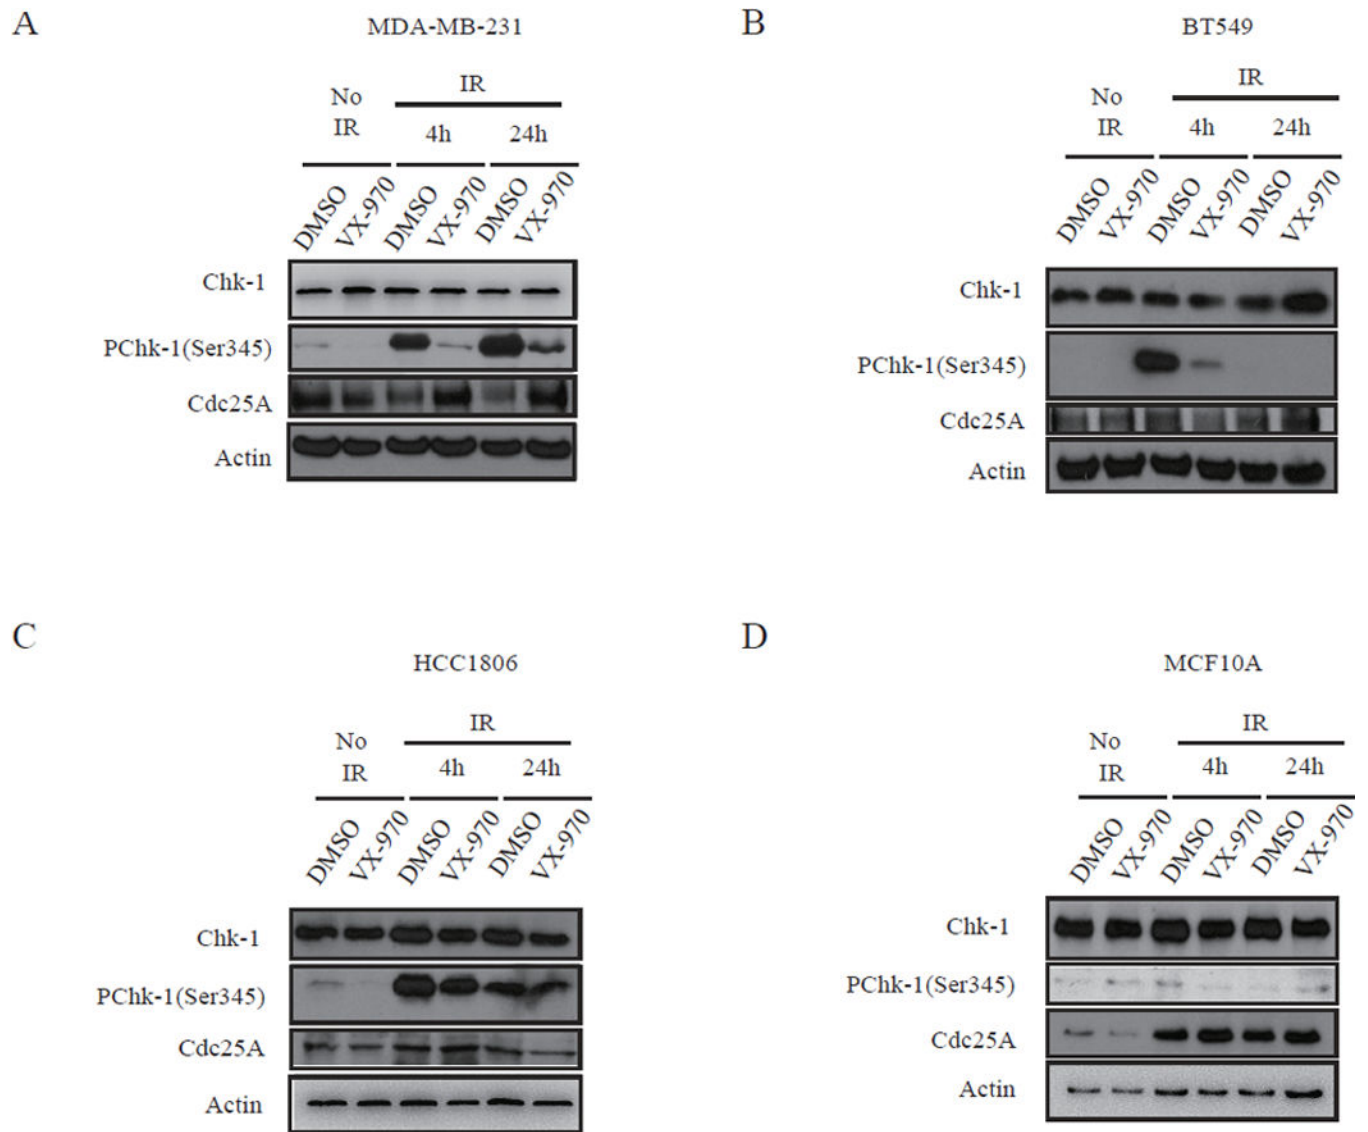 A
MDA-MB-231
No
IR
IR
4h
24h
DMSO
VX-970
DMSO
VX-970
DMSO
VX-970
Chk-1
PChk-1(Ser345)
Cdc25A
Actin
B
BT549
No
IR
IR
4h
24h
DMSO
VX-970
DMSO
VX-970
DMSO
VX-970
Chk-1
PChk-1(Ser345)
Cdc25A
Actin
C
HCC1806
No
IR
IR
4h
24h
DMSO
VX-970
DMSO
VX-970
DMSO
VX-970
Chk-1
PChk-1(Ser345)
Cdc25A
Actin
D
MCF10A
No
IR
IR
4h
24h
DMSO
VX-970
DMSO
VX-970
DMSO
VX-970
Chk-1
PChk-1(Ser345)
Cdc25A
Actin